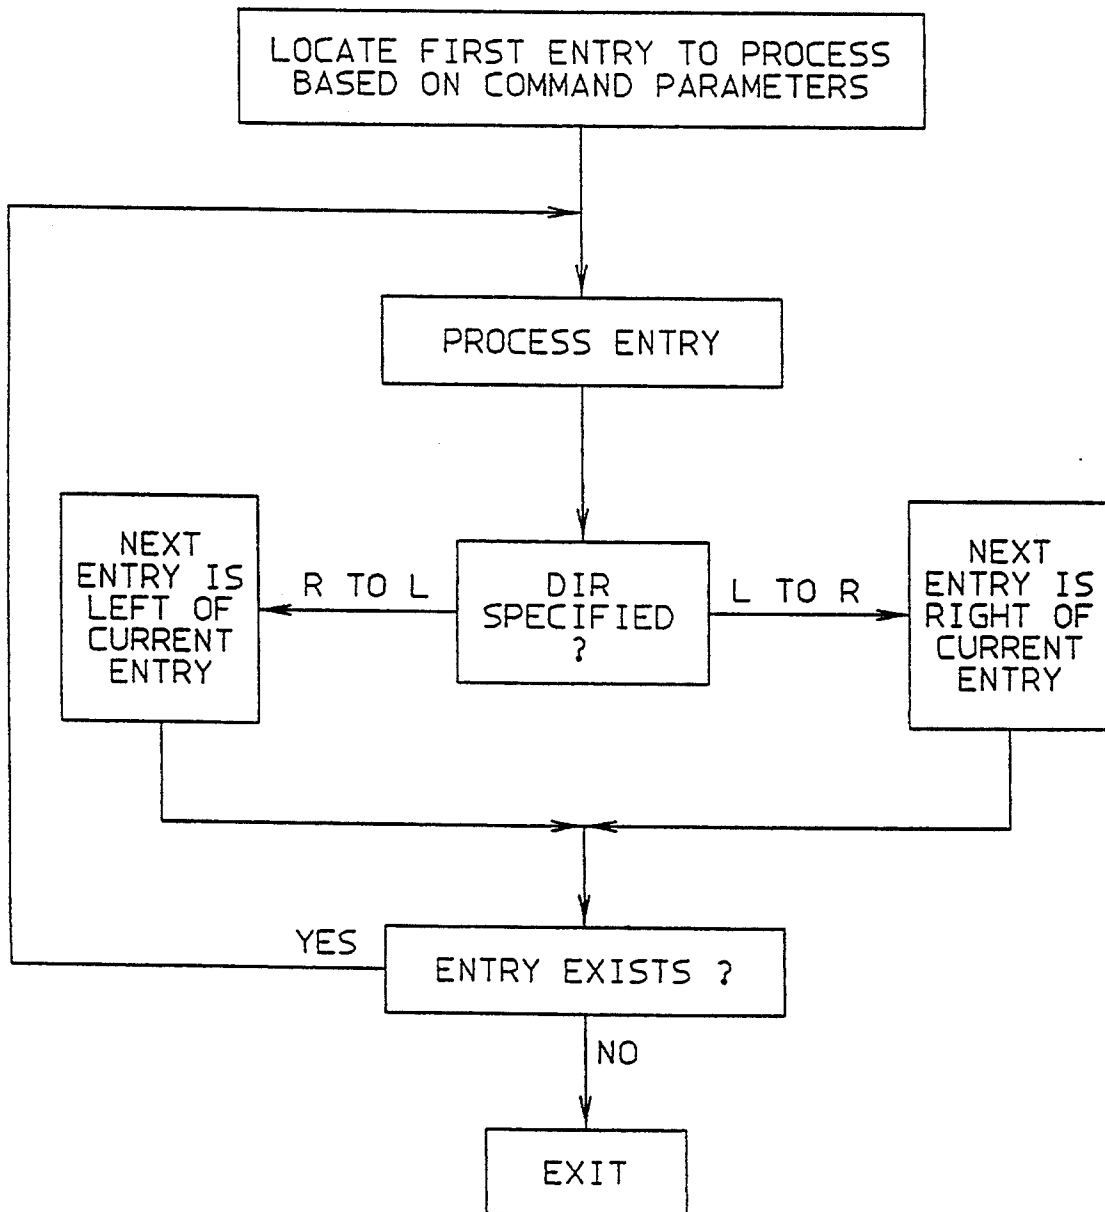 LOCATE FIRST ENTRY TO PROCESS
BASED ON COMMAND PARAMETERS
PROCESS ENTRY
NEXT
ENTRY IS
LEFT OF
CURRENT
ENTRY
R TO L
DIR
SPECIFIED
?
L TO R
NEXT
ENTRY IS
RIGHT OF
CURRENT
ENTRY
YES
ENTRY EXISTS ?
NO
EXIT